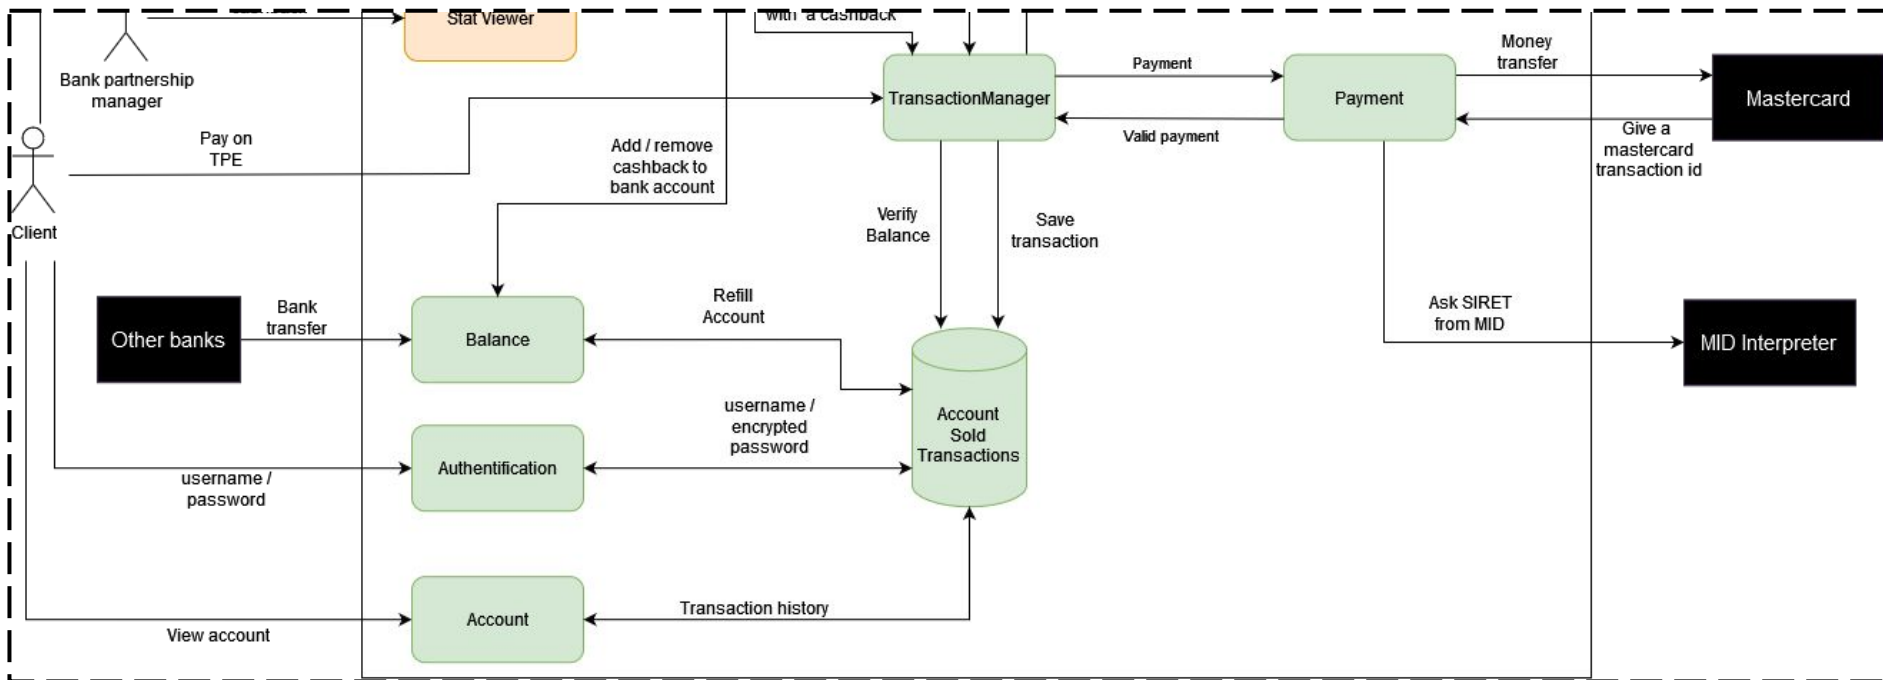 Stat Viewer
with a cashback
Bank partnership
manager
TransactionManager
Payment
Valid payment
Payment
Money
transfer
Mastercard
Give a
mastercard
transaction id
Pay on
TPE
Add / remove
cashback to
bank account
Client
Verify
Balance
Save
transaction
Other banks
Bank
transfer
Balance
Refill
Account
Ask SIRET
from MID
MID Interpreter
username /
encrypted
password
Account
Sold
Transactions
Authentification
username /
password
Account
Transaction history
View account